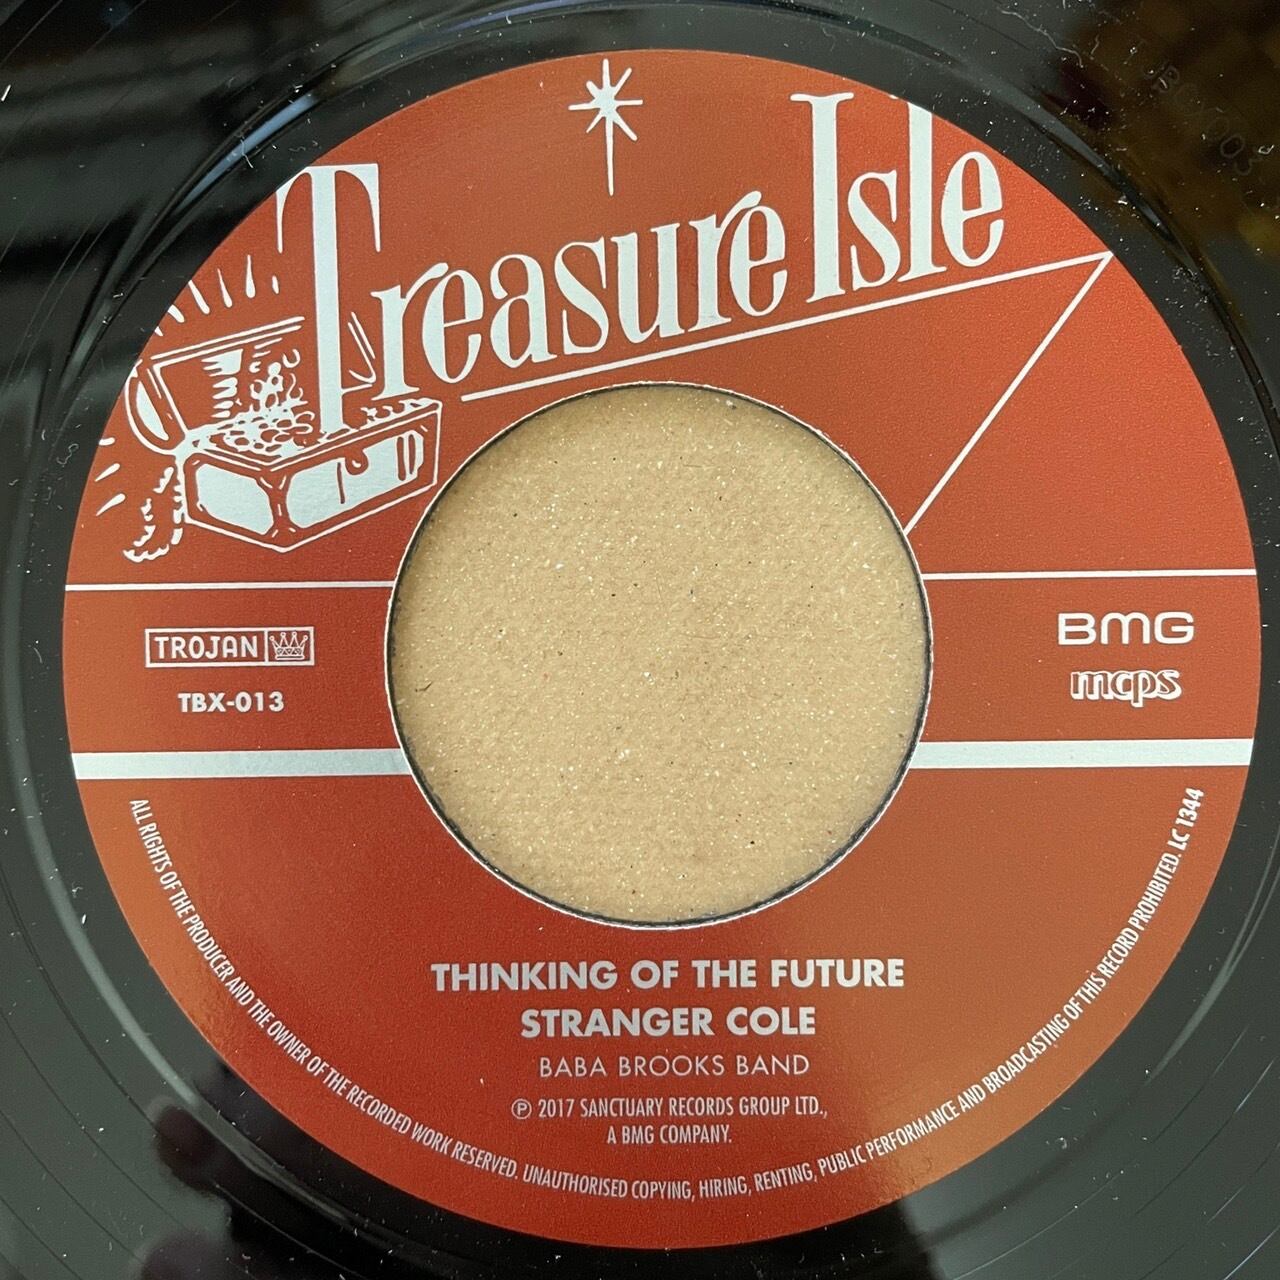 Treasure Isle
TROJAN
TBX-013
BMG
mcps
THINKING OF THE FUTURE
STRANGER COLE
BABA BROOKS BAND
℗ 2017 SANCTUARY RECORDS GROUP LTD.,
A BMG COMPANY.
ALL RIGHTS OF THE PRODUCER AND THE OWNER OF THE RECORDED WORK RESERVED. UNAUTHORISED COPYING, HIRING, RENTING, PUBLIC PERFORMANCE AND BROADCASTING OF THIS RECORD PROHIBITED. LC 1344